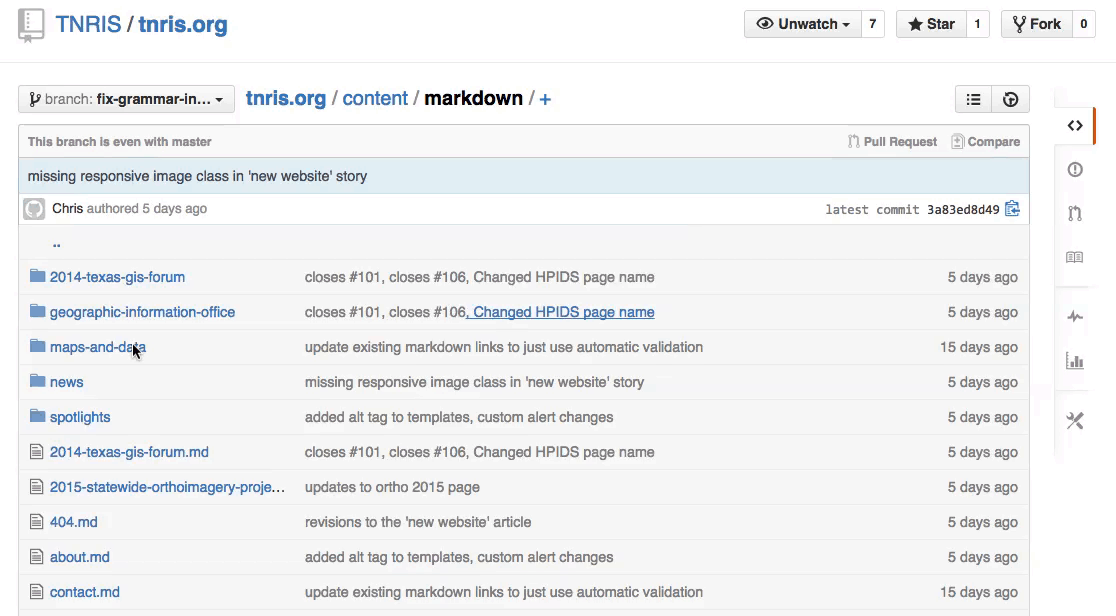 TNRIS / tnris.org
Unwatch 7
Star 1
Fork 0
branch: fix-grammar-in...
tnris.org / content / markdown / +
This branch is even with master
Pull Request
Compare
missing responsive image class in 'new website' story
Chris authored 5 days ago
latest commit 3a83ed8d49
..
2014-texas-gis-forum closes #101, closes #106, Changed HPIDS page name 5 days ago
geographic-information-office closes #101, closes #106, Changed HPIDS page name 5 days ago
maps-and-data update existing markdown links to just use automatic validation 15 days ago
news missing responsive image class in 'new website' story 5 days ago
spotlights added alt tag to templates, custom alert changes 5 days ago
2014-texas-gis-forum.md closes #101, closes #106, Changed HPIDS page name 5 days ago
2015-statewide-orthoimagery-proje... updates to ortho 2015 page 5 days ago
404.md revisions to the 'new website' article 5 days ago
about.md added alt tag to templates, custom alert changes 5 days ago
contact.md update existing markdown links to just use automatic validation 15 days ago